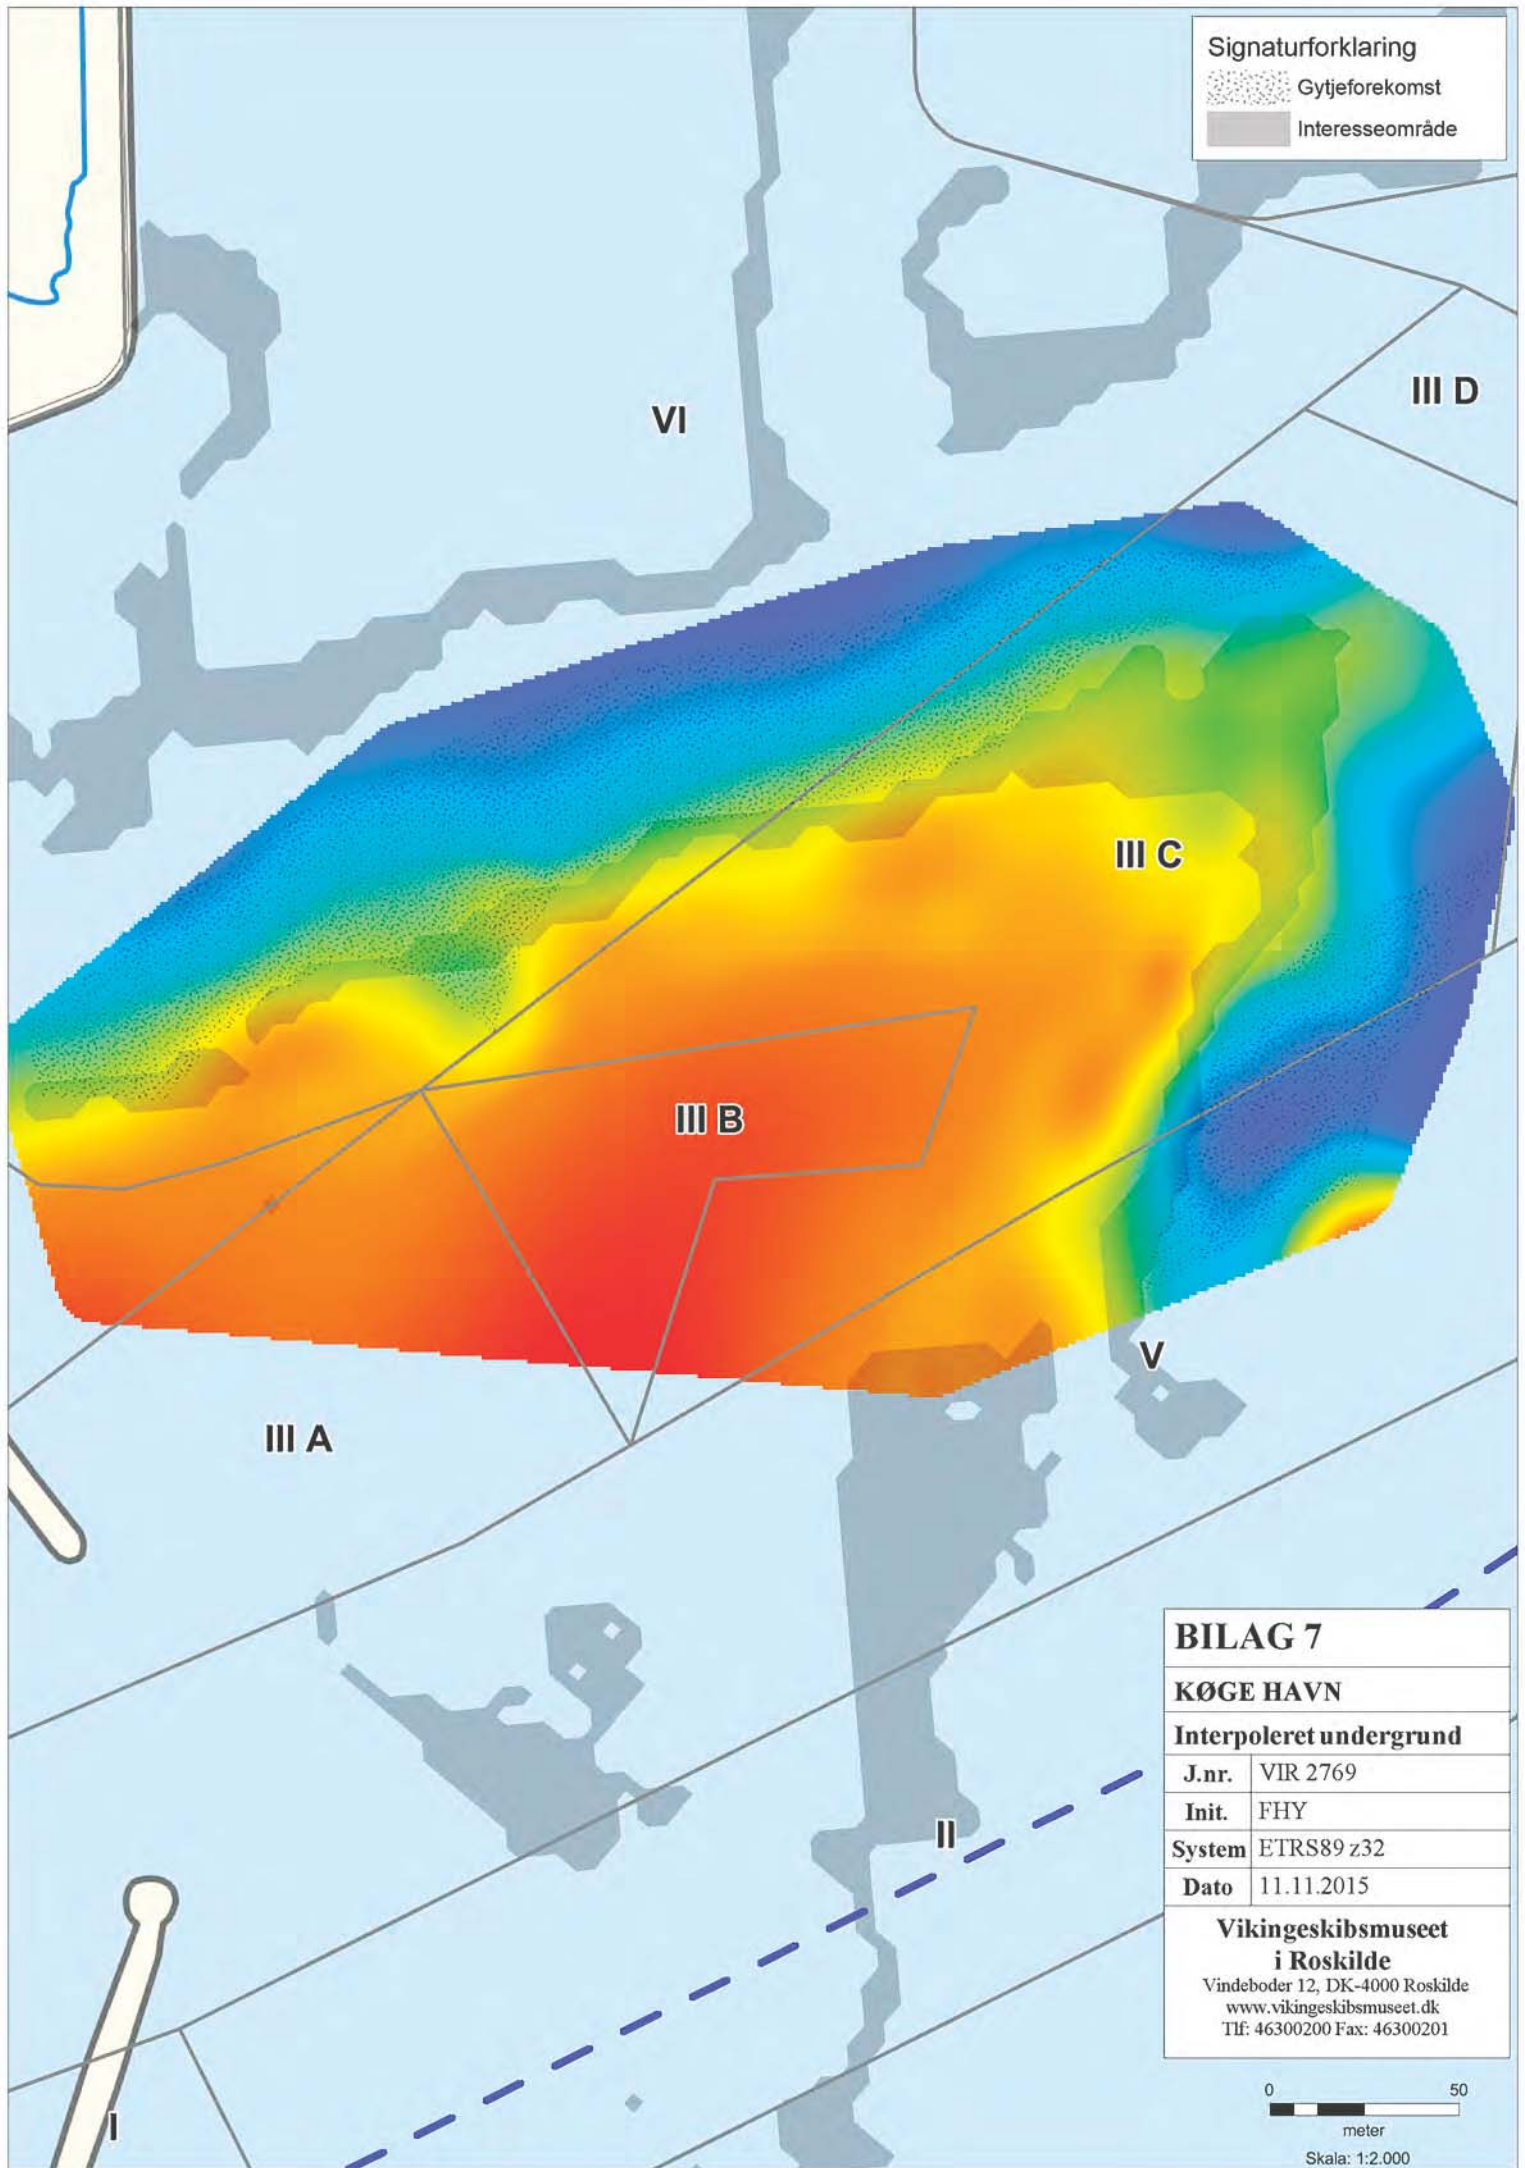 Signaturforklaring
Gytjeforekomst
Interesseområde
III D
VI
III C
III B
V
III A
II
I
BILAG 7
KØGE HAVN
Interpoleret undergrund
J.nr. VIR 2769
Init. FHY
System ETRS89 z32
Dato 11.11.2015
Vikingeskibsmuseet
i Roskilde
Vindeboder 12, DK-4000 Roskilde
www.vikingeskibsmuseet.dk
Tlf: 46300200 Fax: 46300201
0 50
meter
Skala: 1:2.000